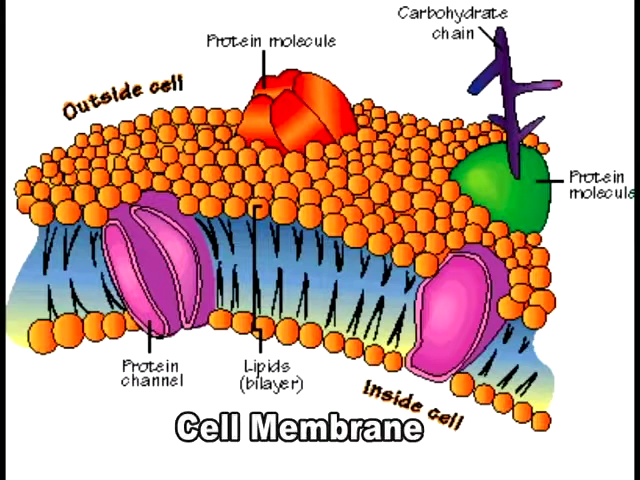 Carbohydrate
chain
Protein molecule
Outside cell
Protein
molecule
Protein
channel
Lipids
(bilayer)
Inside cell
Cell Membrane